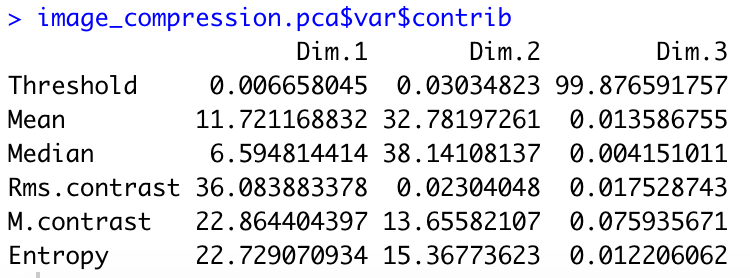 > image_compression.pca$var$contrib
Dim.1 Dim.2 Dim.3
Threshold 0.006658045 0.03034823 99.876591757
Mean 11.721168832 32.78197261 0.013586755
Median 6.594814414 38.14108137 0.004151011
Rms.contrast 36.083883378 0.02304048 0.017528743
M.contrast 22.864404397 13.65582107 0.075935671
Entropy 22.729070934 15.36773623 0.012206062